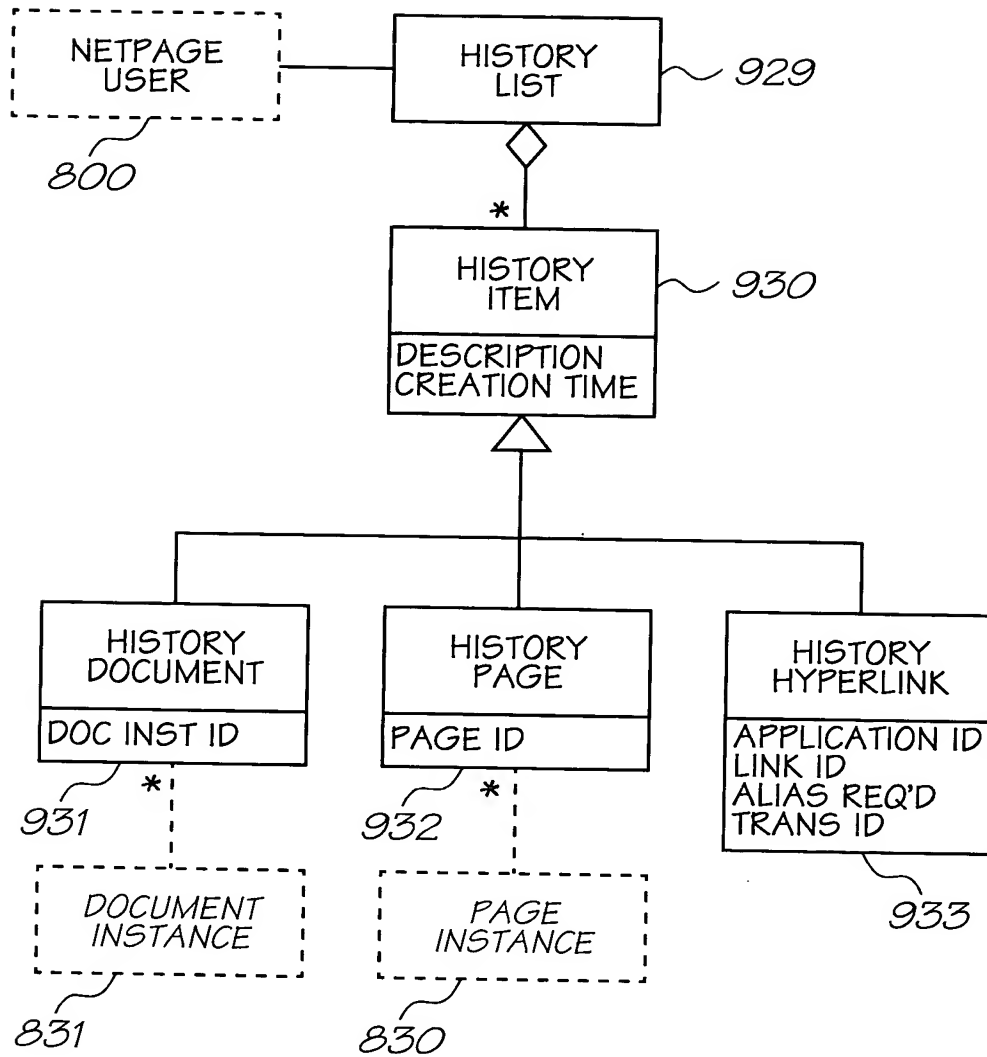 NETPAGE
USER
800
HISTORY
LIST
929
*
HISTORY
ITEM
930
DESCRIPTION
CREATION TIME
HISTORY
DOCUMENT
DOC INST ID
931
*
HISTORY
PAGE
PAGE ID
932
*
HISTORY
HYPERLINK
APPLICATION ID
LINK ID
ALIAS REQ'D
TRANS ID
933
DOCUMENT
INSTANCE
831
PAGE
INSTANCE
830